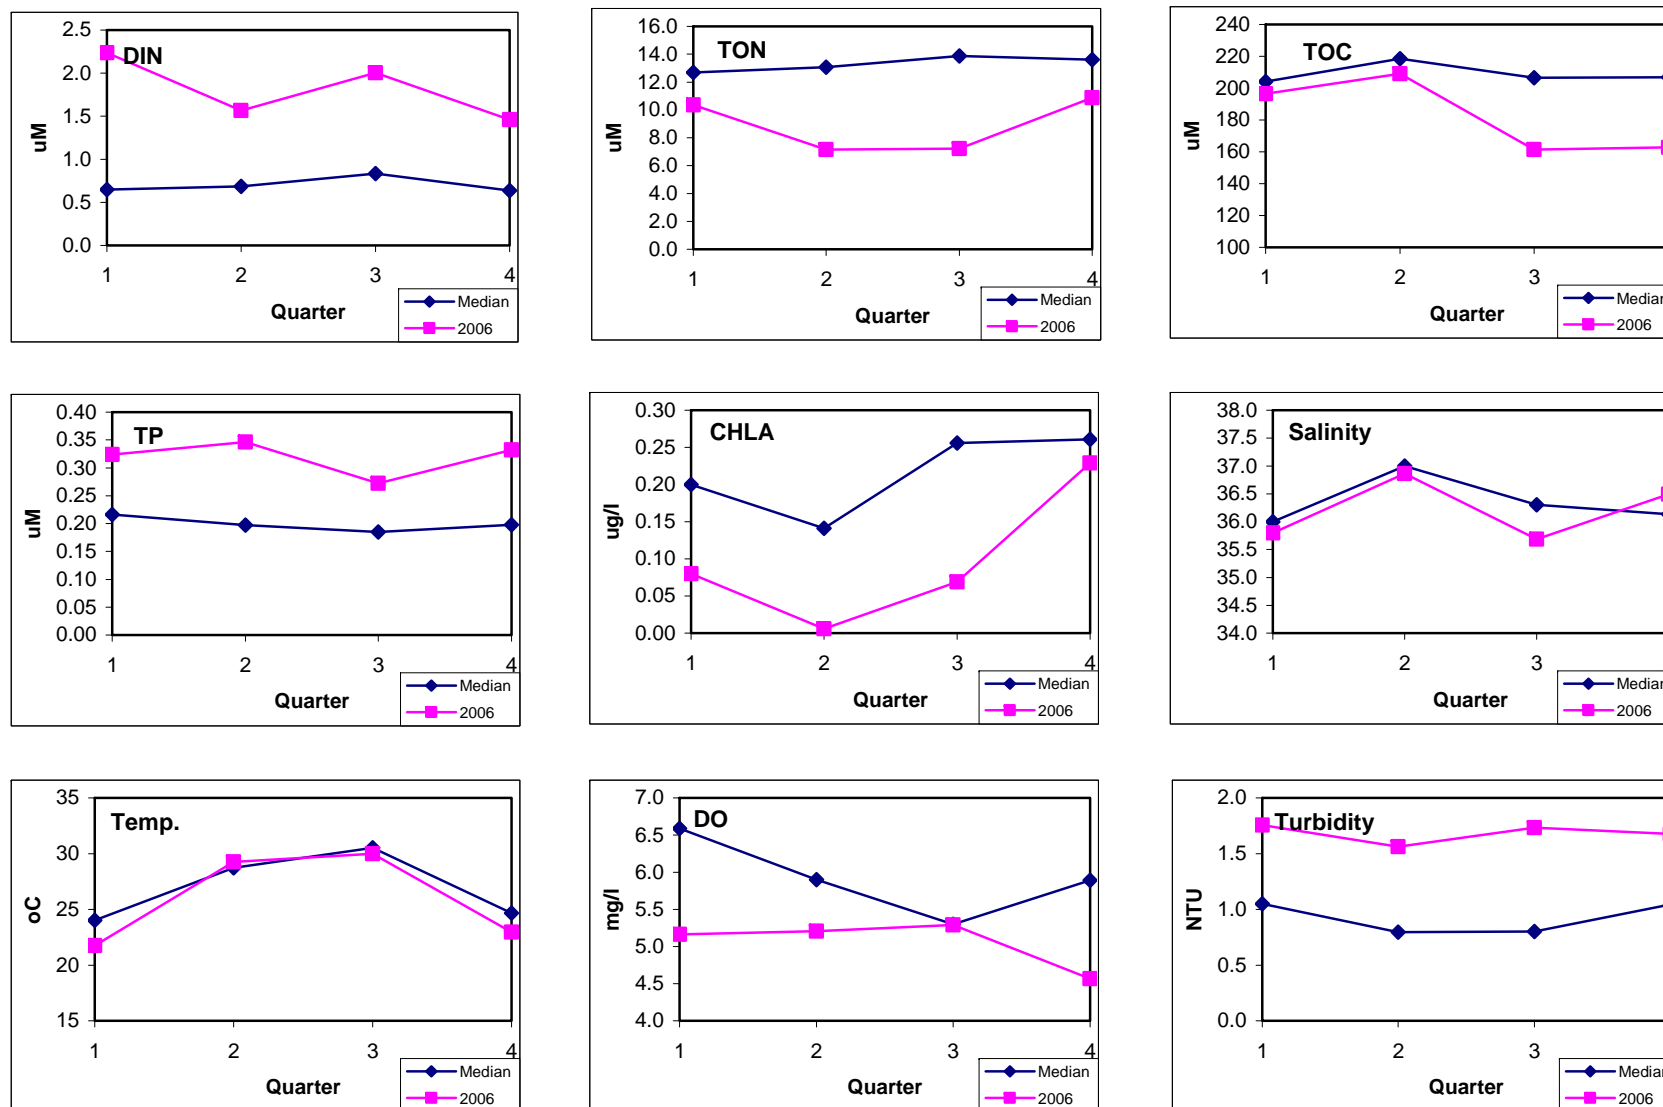 DIN
2.5
2.0
1.5
1.0
0.5
0.0
uM
1 2 3 4
Quarter
Median
2006
TON
16.0
14.0
12.0
10.0
8.0
6.0
4.0
2.0
0.0
uM
1 2 3 4
Quarter
Median
2006
TOC
240
220
200
180
160
140
120
100
uM
1 2 3
Quarter
Median
2006
TP
0.40
0.35
0.30
0.25
0.20
0.15
0.10
0.05
0.00
uM
1 2 3 4
Quarter
Median
2006
CHLA
0.30
0.25
0.20
0.15
0.10
0.05
0.00
ug/l
1 2 3 4
Quarter
Median
2006
Salinity
38.0
37.5
37.0
36.5
36.0
35.5
35.0
34.5
34.0
1 2 3
Quarter
Median
2006
Temp.
35
30
25
20
15
oC
1 2 3 4
Quarter
Median
2006
DO
7.0
6.5
6.0
5.5
5.0
4.5
4.0
mg/l
1 2 3 4
Quarter
Median
2006
Turbidity
2.0
1.5
1.0
0.5
0.0
NTU
1 2 3
Quarter
Median
2006